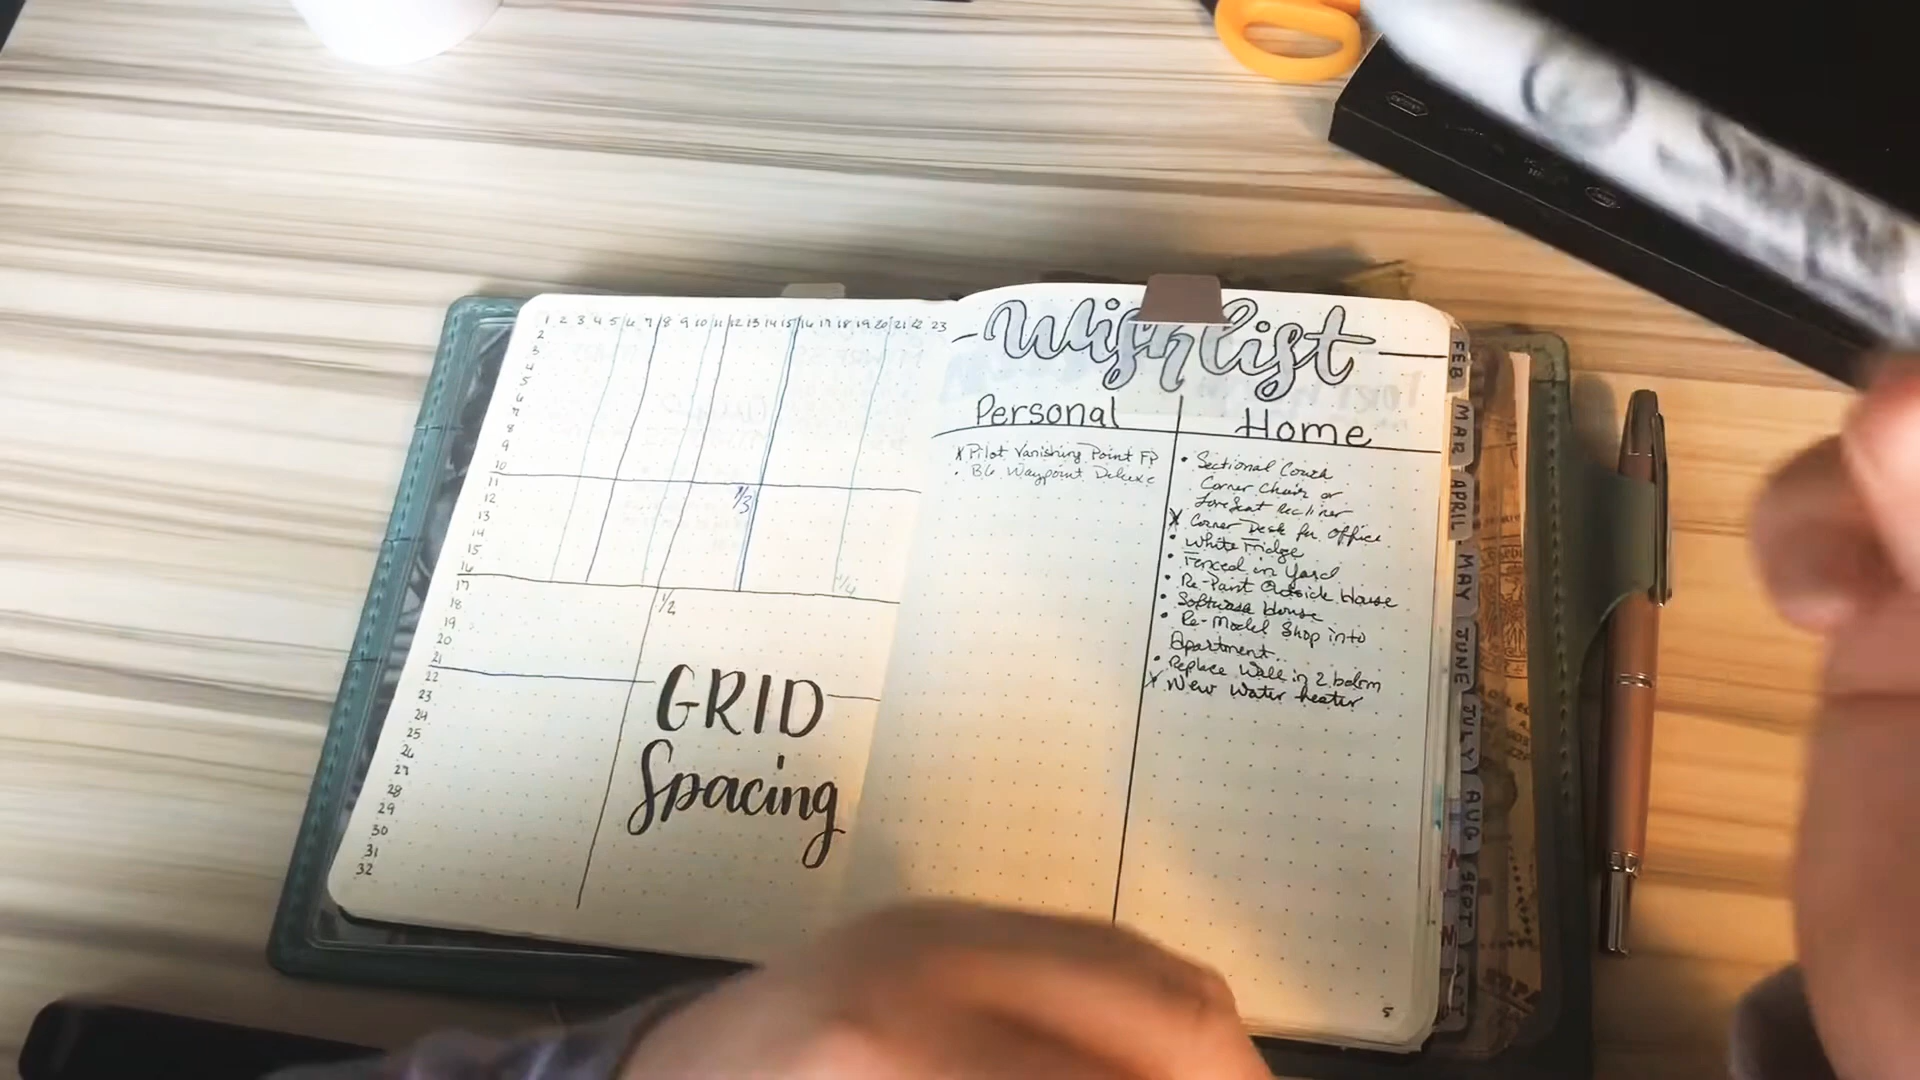 1 2 3 4 5 6 7 8 9 10 11 12 13 14 15 16 17 18 19 20 21 22 23
2
3
4
5
6
7
8
9
10
11
12
13
14
15
16
17
18
19
20
21
22
23
24
25
26
27
28
29
30
31
32
1/3
1/4
1/2
GRID
Spacing
Wishlist
Personal
Home
x Pilot Vanishing Point FP
• B6 Waypoint Deluxe
• Sectional Couch
Corner Chair or
Loveseat Recliner
x Corner Desk for Office
• White Fridge
• Fenced in Yard
• Re-Paint Outside House
• House
• Re-Model Shop into
Apartment
• Replace Wall in 2 bdrm
x New Water heater
5
FEB
MAR
APRIL
MAY
JUNE
JULY
AUG
SEPT
OCT